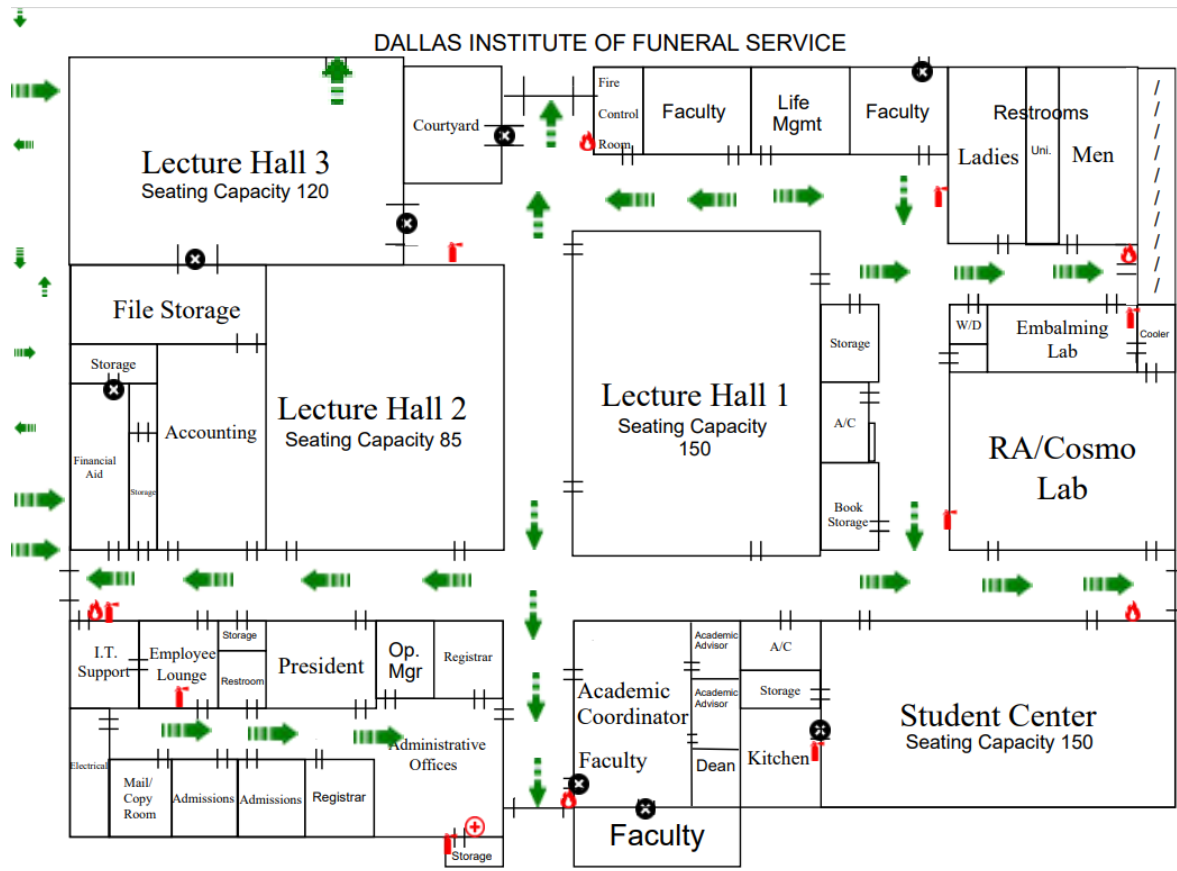 DALLAS INSTITUTE OF FUNERAL SERVICE
Lecture Hall 3
Seating Capacity 120
Courtyard
Fire
Control
Room
Faculty
Life
Mgmt
Faculty
Restrooms
Ladies
Uni.
Men
File Storage
Storage
Financial
Aid
Storage
Accounting
Lecture Hall 2
Seating Capacity 85
Lecture Hall 1
Seating Capacity
150
Storage
A/C
Book
Storage
W/D
Embalming
Lab
Cooler
RA/Cosmo
Lab
I.T.
Support
Employee
Lounge
Storage
Restroom
President
Op.
Mgr
Registrar
Electrical
Mail/
Copy
Room
Admissions
Admissions
Registrar
Administrative
Offices
Storage
Academic
Coordinator
Faculty
Academic
Advisor
Academic
Advisor
Dean
A/C
Storage
Kitchen
Student Center
Seating Capacity 150
Faculty